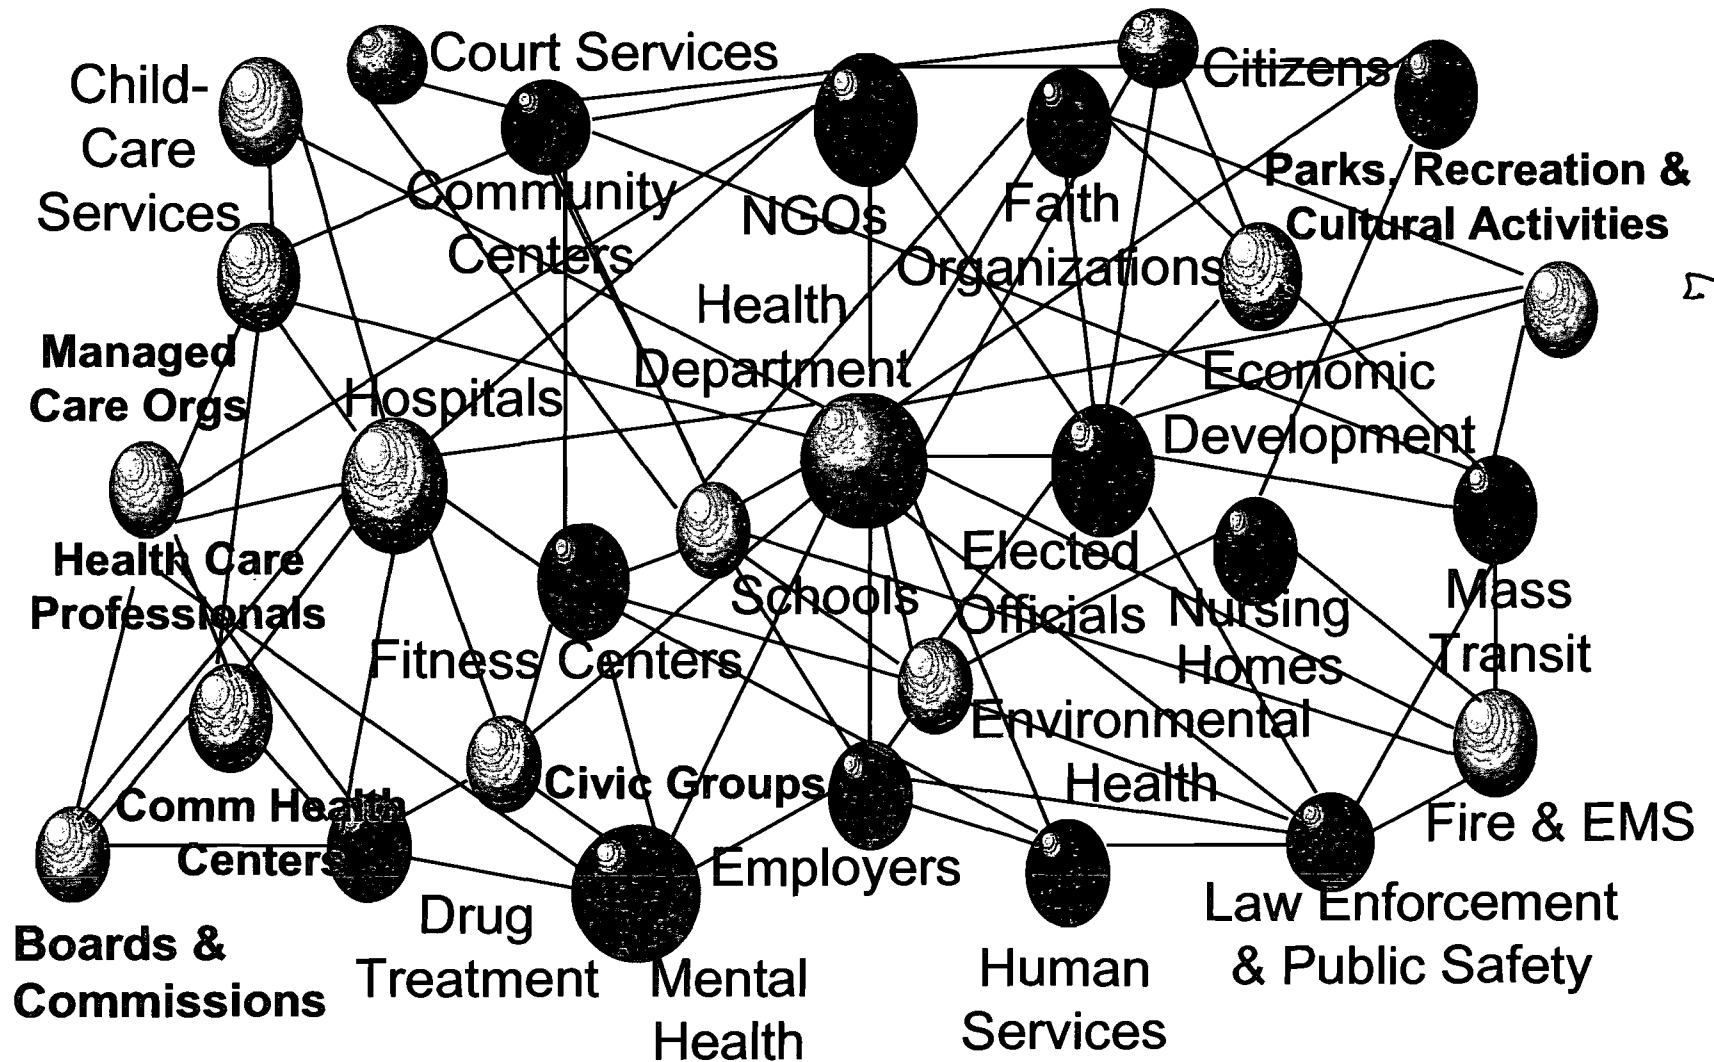 Court Services
Citizens
Child-
Care
Services
Community
Centers
NGOs
Faith
Organizations
Parks, Recreation &
Cultural Activities
Health
Department
Managed
Care Orgs
Hospitals
Economic
Development
Health Care
Professionals
Schools
Elected
Officials
Nursing
Homes
Mass
Transit
Fitness Centers
Environmental
Health
Civic Groups
Comm Health
Centers
Employers
Fire & EMS
Boards &
Commissions
Drug
Treatment
Mental
Health
Human
Services
Law Enforcement
& Public Safety